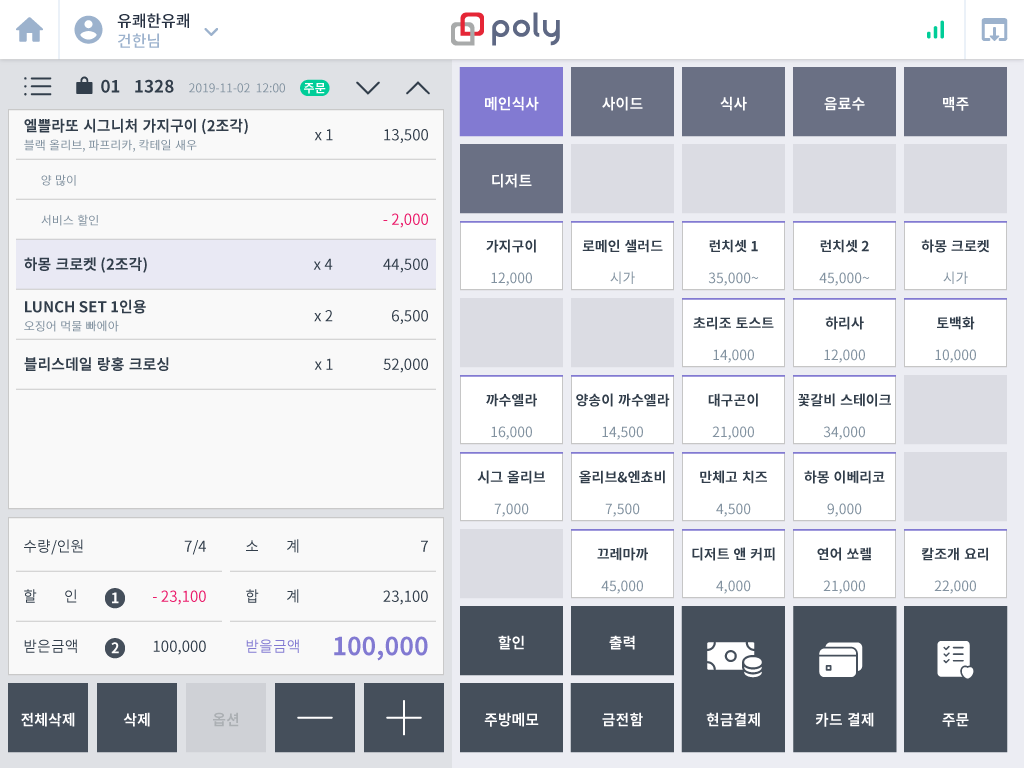 유쾌한유쾌
건한님
poly
01 1328 2019-11-02 12:00 주문
엘쁠라또 시그니처 가지구이 (2조각) x 1 13,500
블랙 올리브, 파프리카, 칵테일 새우
양 많이
서비스 할인 - 2,000
하몽 크로켓 (2조각) x 4 44,500
LUNCH SET 1인용 x 2 6,500
오징어 먹물 빠에아
블리스데일 랑홍 크로싱 x 1 52,000
수량/인원 7/4 소 계 7
할 인 1 - 23,100 합 계 23,100
받은금액 2 100,000 받을금액 100,000
전체삭제 삭제 옵션
메인식사 사이드 식사 음료수 맥주
디저트
가지구이 로메인 샐러드 런치셋 1 런치셋 2 하몽 크로켓
12,000 시가 35,000~ 45,000~ 시가
초리조 토스트 하리사 토백화
14,000 12,000 10,000
까수엘라 양송이 까수엘라 대구곤이 꽃갈비 스테이크
16,000 14,500 21,000 34,000
시그 올리브 올리브&엔쵸비 만체고 치즈 하몽 이베리코
7,000 7,500 4,500 9,000
끄레마까 디저트 앤 커피 연어 쏘렐 칼조개 요리
45,000 4,000 21,000 22,000
할인 출력
주방메모 금전함 현금결제 카드 결제 주문